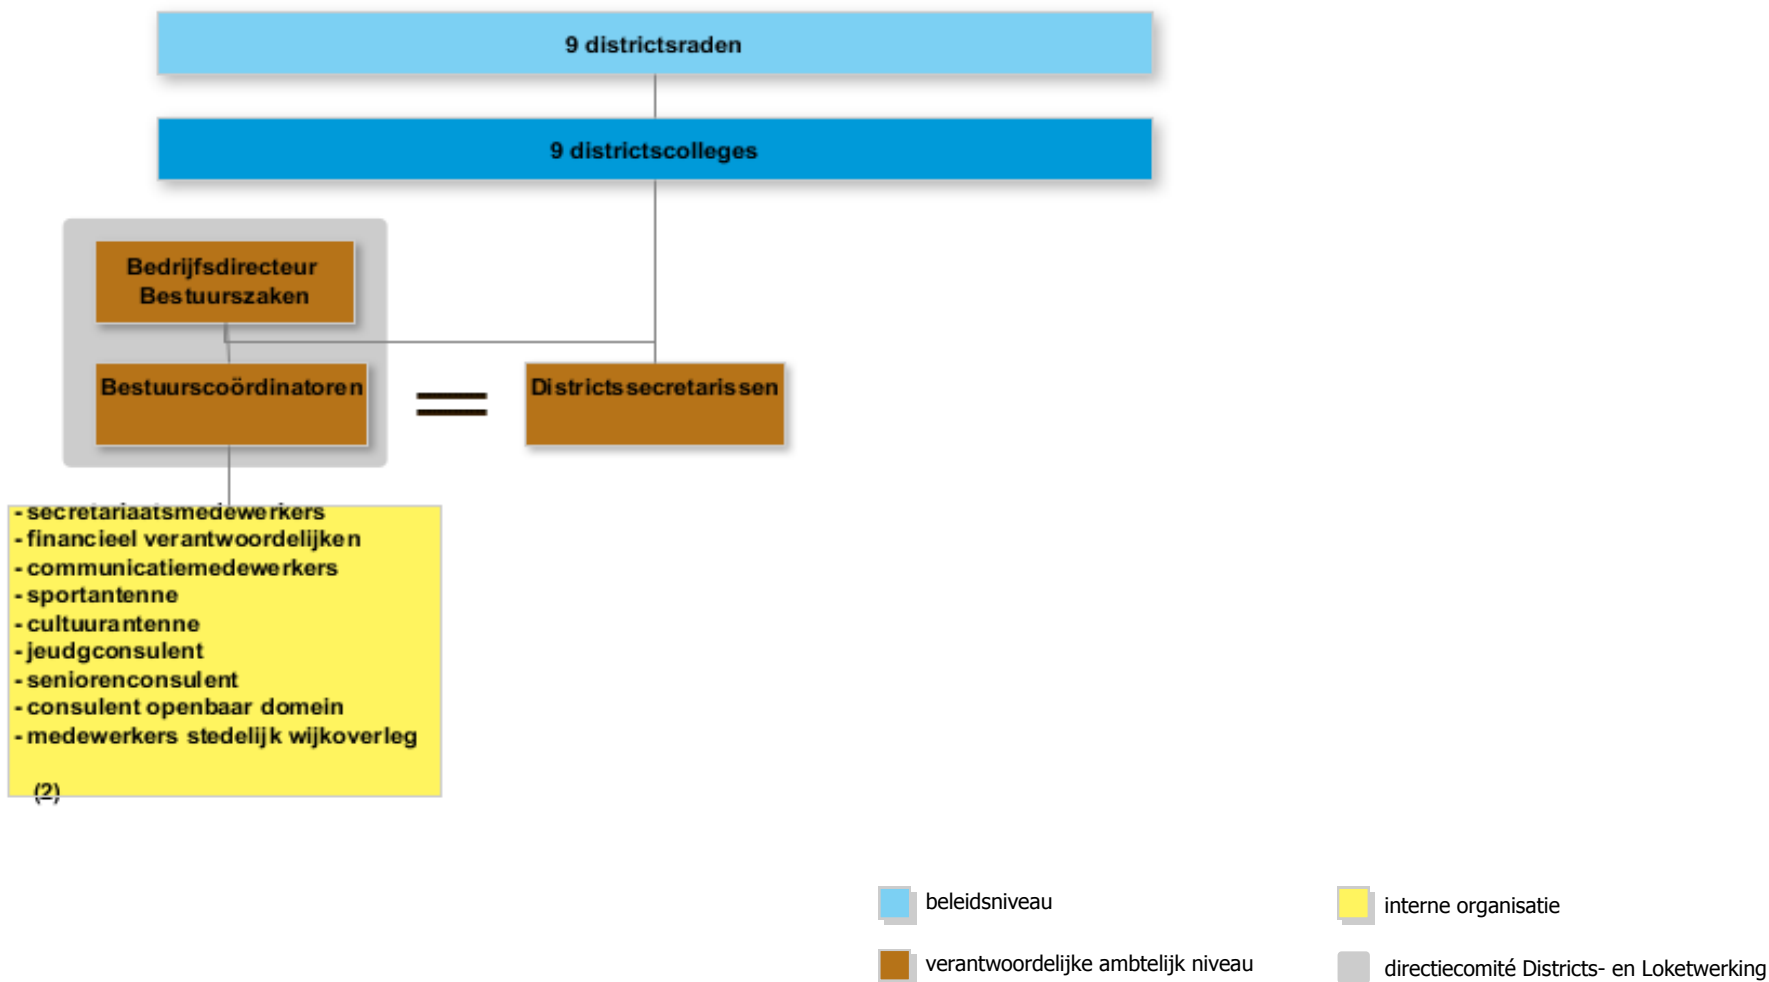 9 districtsraden
9 districtscolleges
Bedrijfsdirecteur
Bestuurszaken
Bestuurscoördinatoren
Districtssecretarissen
- secretariaatsmedewerkers
- financieel verantwoordelijken
- communicatiemedewerkers
- sportantenne
- cultuurantenne
- jeudgconsulent
- seniorenconsulent
- consulent openbaar domein
- medewerkers stedelijk wijkoverleg
(2)
beleidsniveau
interne organisatie
verantwoordelijke ambtelijk niveau
directiecomité Districts- en Loketwerking